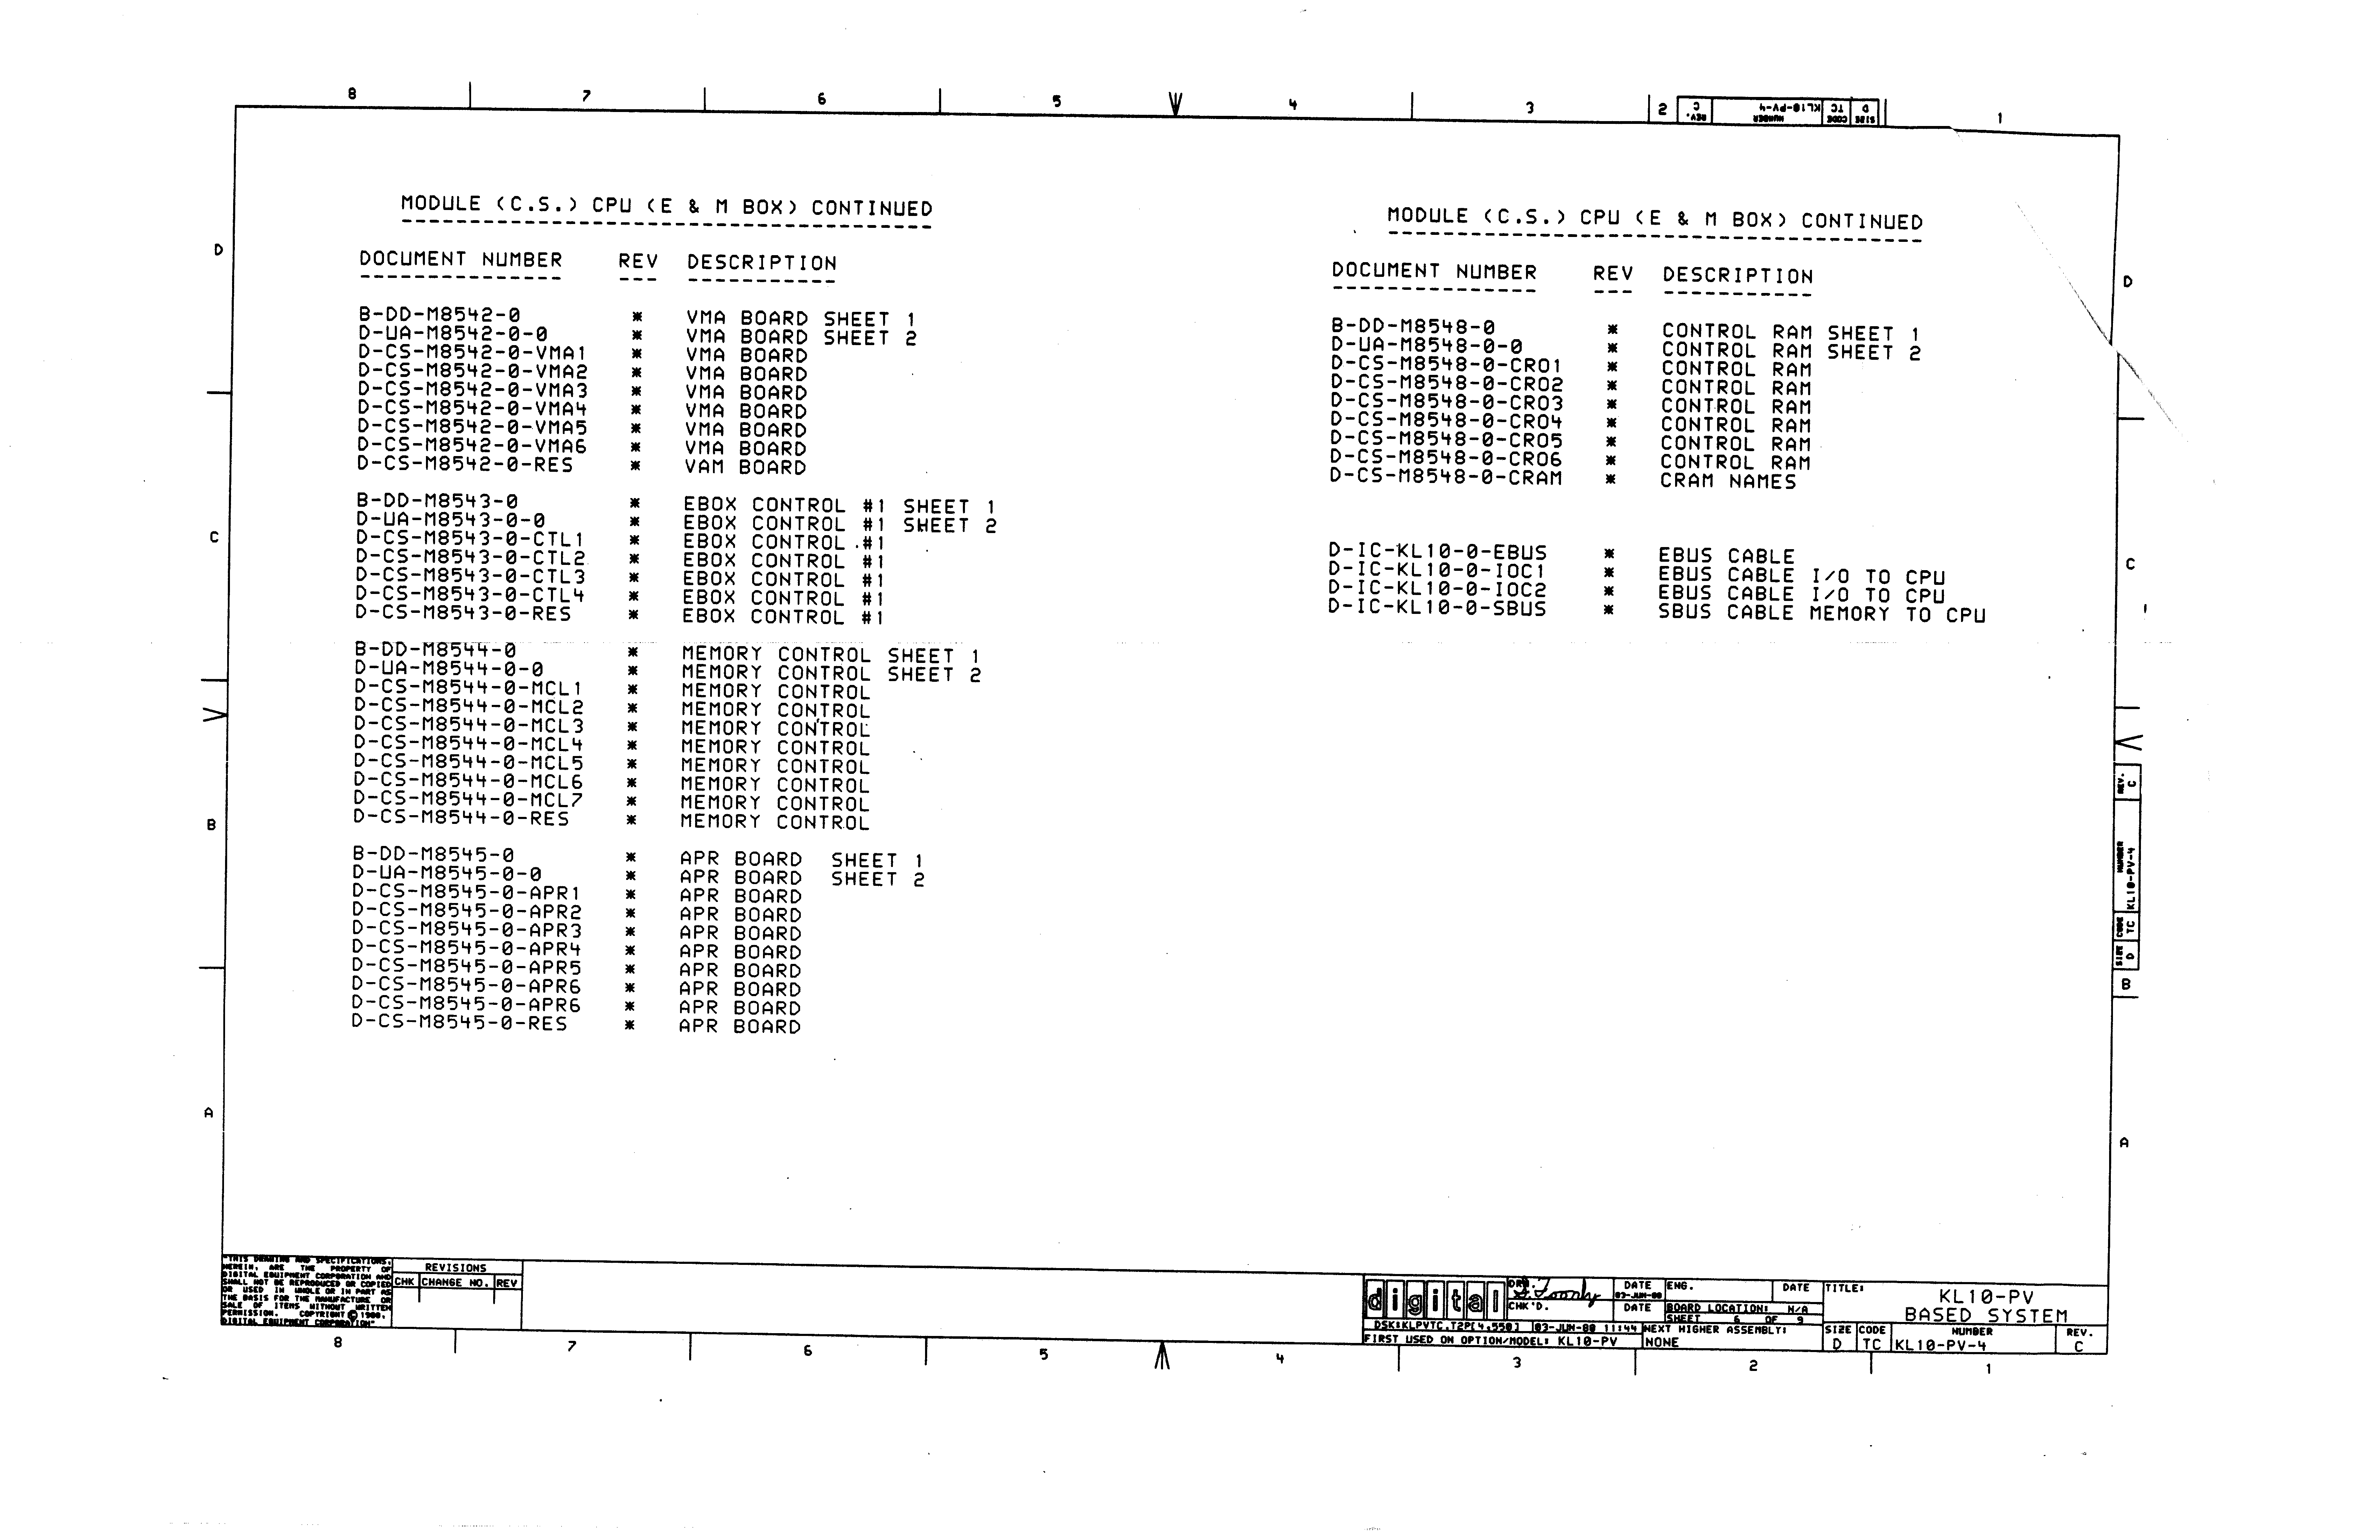 8 7 6 5 4 3 2 1
REV. C NUMBER KL10-PV-4 CODE TC SIZE D
MODULE (C.S.) CPU (E & M BOX) CONTINUED
DOCUMENT NUMBER REV DESCRIPTION
B-DD-M8542-0 * VMA BOARD SHEET 1
D-UA-M8542-0-0 * VMA BOARD SHEET 2
D-CS-M8542-0-VMA1 * VMA BOARD
D-CS-M8542-0-VMA2 * VMA BOARD
D-CS-M8542-0-VMA3 * VMA BOARD
D-CS-M8542-0-VMA4 * VMA BOARD
D-CS-M8542-0-VMA5 * VMA BOARD
D-CS-M8542-0-VMA6 * VMA BOARD
D-CS-M8542-0-RES * VAM BOARD
B-DD-M8543-0 * EBOX CONTROL #1 SHEET 1
D-UA-M8543-0-0 * EBOX CONTROL #1 SHEET 2
D-CS-M8543-0-CTL1 * EBOX CONTROL #1
D-CS-M8543-0-CTL2 * EBOX CONTROL #1
D-CS-M8543-0-CTL3 * EBOX CONTROL #1
D-CS-M8543-0-CTL4 * EBOX CONTROL #1
D-CS-M8543-0-RES * EBOX CONTROL #1
B-DD-M8544-0 * MEMORY CONTROL SHEET 1
D-UA-M8544-0-0 * MEMORY CONTROL SHEET 2
D-CS-M8544-0-MCL1 * MEMORY CONTROL
D-CS-M8544-0-MCL2 * MEMORY CONTROL
D-CS-M8544-0-MCL3 * MEMORY CONTROL
D-CS-M8544-0-MCL4 * MEMORY CONTROL
D-CS-M8544-0-MCL5 * MEMORY CONTROL
D-CS-M8544-0-MCL6 * MEMORY CONTROL
D-CS-M8544-0-MCL7 * MEMORY CONTROL
D-CS-M8544-0-RES * MEMORY CONTROL
B-DD-M8545-0 * APR BOARD SHEET 1
D-UA-M8545-0-0 * APR BOARD SHEET 2
D-CS-M8545-0-APR1 * APR BOARD
D-CS-M8545-0-APR2 * APR BOARD
D-CS-M8545-0-APR3 * APR BOARD
D-CS-M8545-0-APR4 * APR BOARD
D-CS-M8545-0-APR5 * APR BOARD
D-CS-M8545-0-APR6 * APR BOARD
D-CS-M8545-0-APR6 * APR BOARD
D-CS-M8545-0-RES * APR BOARD
MODULE (C.S.) CPU (E & M BOX) CONTINUED
DOCUMENT NUMBER REV DESCRIPTION
B-DD-M8548-0 * CONTROL RAM SHEET 1
D-UA-M8548-0-0 * CONTROL RAM SHEET 2
D-CS-M8548-0-CRO1 * CONTROL RAM
D-CS-M8548-0-CRO2 * CONTROL RAM
D-CS-M8548-0-CRO3 * CONTROL RAM
D-CS-M8548-0-CRO4 * CONTROL RAM
D-CS-M8548-0-CRO5 * CONTROL RAM
D-CS-M8548-0-CRO6 * CONTROL RAM
D-CS-M8548-0-CRAM * CRAM NAMES
D-IC-KL10-0-EBUS * EBUS CABLE
D-IC-KL10-0-IOC1 * EBUS CABLE I/O TO CPU
D-IC-KL10-0-IOC2 * EBUS CABLE I/O TO CPU
D-IC-KL10-0-SBUS * SBUS CABLE MEMORY TO CPU
D
C
B
A
D
C
B
A
REV. C NUMBER KL10-PV-4 CODE TC SIZE D
"THIS DRAWING AND SPECIFICATIONS,
HEREIN, ARE THE PROPERTY OF
DIGITAL EQUIPMENT CORPORATION AND
SHALL NOT BE REPRODUCED OR COPIED
OR USED IN WHOLE OR IN PART AS
THE BASIS FOR THE MANUFACTURE OR
SALE OF ITEMS WITHOUT WRITTEN
PERMISSION. COPYRIGHT © 1980,
DIGITAL EQUIPMENT CORPORATION"
REVISIONS
CHK CHANGE NO. REV
digital
DRN. DATE ENG. DATE
03-JUN-80
CHK'D. DATE BOARD LOCATION: N/A
SHEET 6 OF 9
DSK:KLPVTC.T2P[4,550] 03-JUN-80 11:44 NEXT HIGHER ASSEMBLY:
FIRST USED ON OPTION/MODEL: KL10-PV NONE
TITLE:
KL10-PV
BASED SYSTEM
SIZE CODE NUMBER REV.
D TC KL10-PV-4 C
8 7 6 5 4 3 2 1